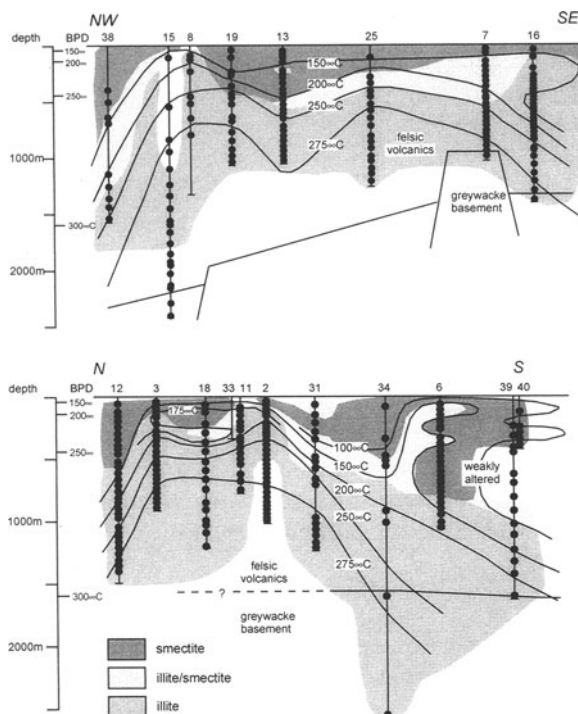 NW SE
depth BPD 38 15 8 19 13 25 7 16
150∞
200∞
250∞
1000m
300∞C
2000m
150∞C
200∞C
250∞C
275∞C
felsic
volcanics
greywacke
basement
N S
depth BPD 12 3 18 33 11 2 31 34 6 39 40
150∞
200∞
250∞
1000m
300∞C
2000m
175∞C
100∞C
150∞C
200∞C
250∞C
275∞C
weakly
altered
felsic
volcanics
?
greywacke
basement
smectite
illite/smectite
illite